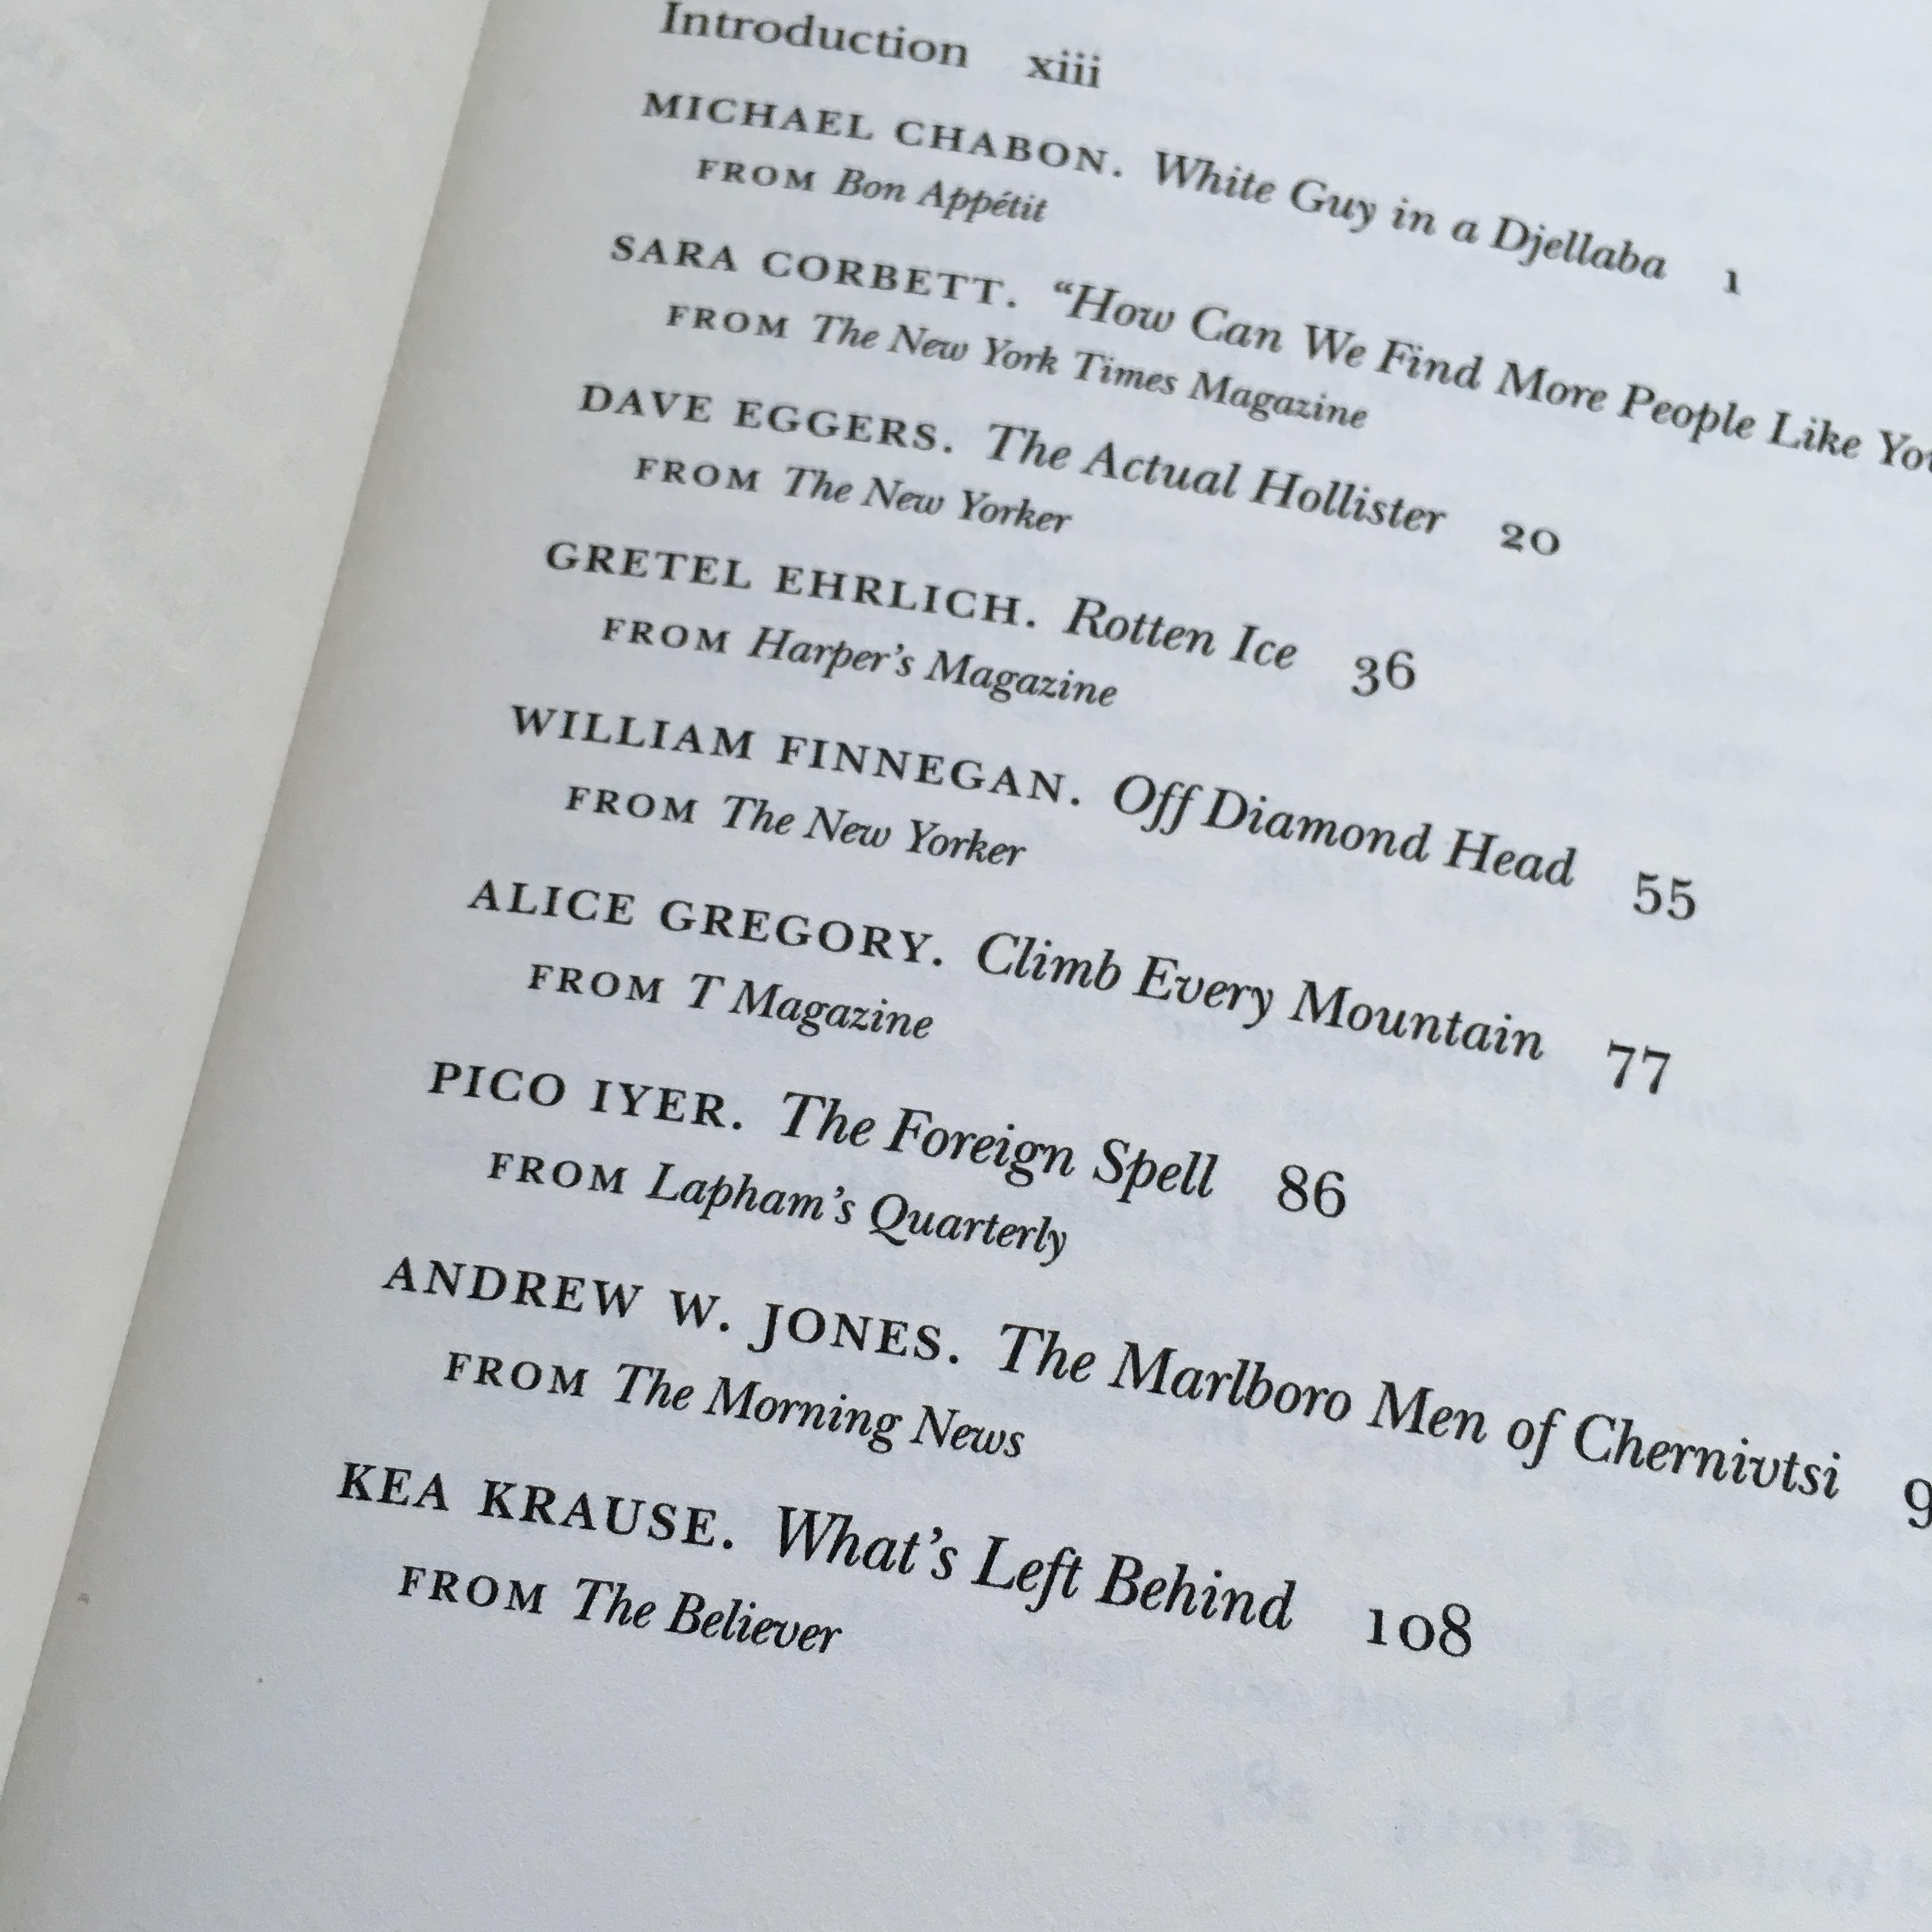 Introduction xiii
MICHAEL CHABON. White Guy in a Djellaba 1
FROM Bon Appétit
SARA CORBETT. "How Can We Find More People Like
FROM The New York Times Magazine
DAVE EGGERS. The Actual Hollister 20
FROM The New Yorker
GRETEL EHRLICH. Rotten Ice 36
FROM Harper's Magazine
WILLIAM FINNEGAN. Off Diamond Head 55
FROM The New Yorker
ALICE GREGORY. Climb Every Mountain 77
FROM T Magazine
PICO IYER. The Foreign Spell 86
FROM Lapham's Quarterly
ANDREW W. JONES. The Marlboro Men of Chernivtsi
FROM The Morning News
KEA KRAUSE. What's Left Behind 108
FROM The Believer